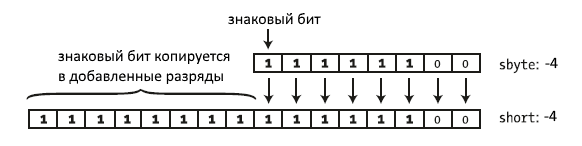 знаковый бит
знаковый бит копируется
в добавленные разряды
1 1 1 1 1 1 0 0 sbyte: -4
1 1 1 1 1 1 1 1 1 1 1 1 1 1 0 0 short: -4